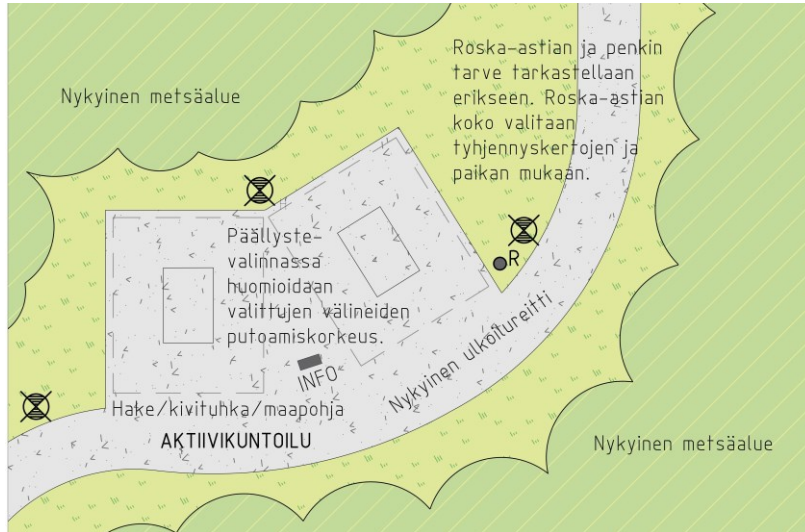 Roska-astian ja penkin
tarve tarkastellaan
erikseen. Roska-astian
koko valitaan
tyhjennyskertojen ja
paikan mukaan.
Nykyinen metsäalue
Päällyste-
valinnassa
huomioidaan
valittujen välineiden
putoamiskorkeus.
R
Nykyinen ulkoilureitti
INFO
Hake/kivituhka/maapohja
AKTIIVIKUNTOILU
Nykyinen metsäalue